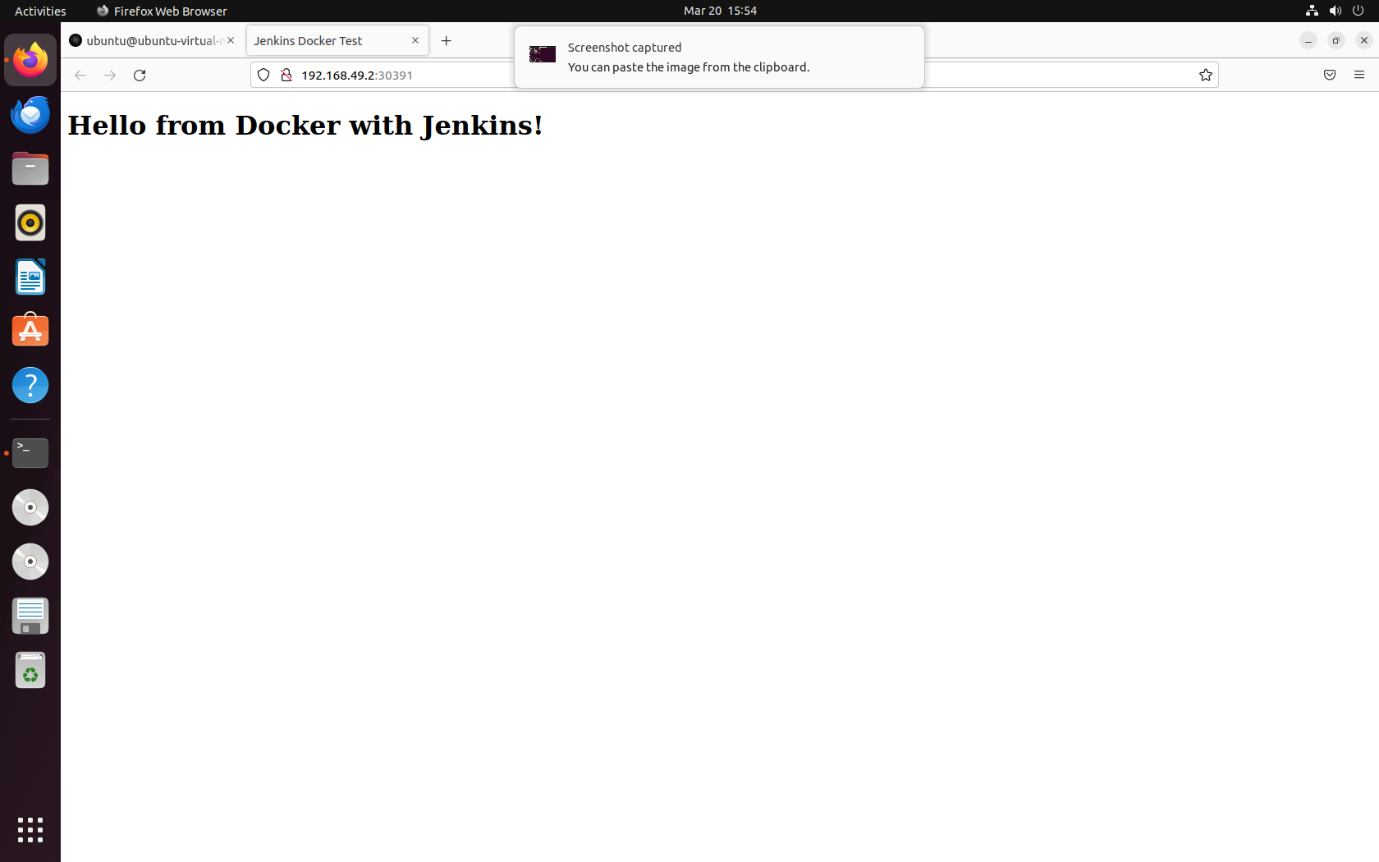 Activities
Firefox Web Browser
Mar 20 15:54
ubuntu@ubuntu-virtual-
Jenkins Docker Test
Screenshot captured
You can paste the image from the clipboard.
192.168.49.2:30391
Hello from Docker with Jenkins!